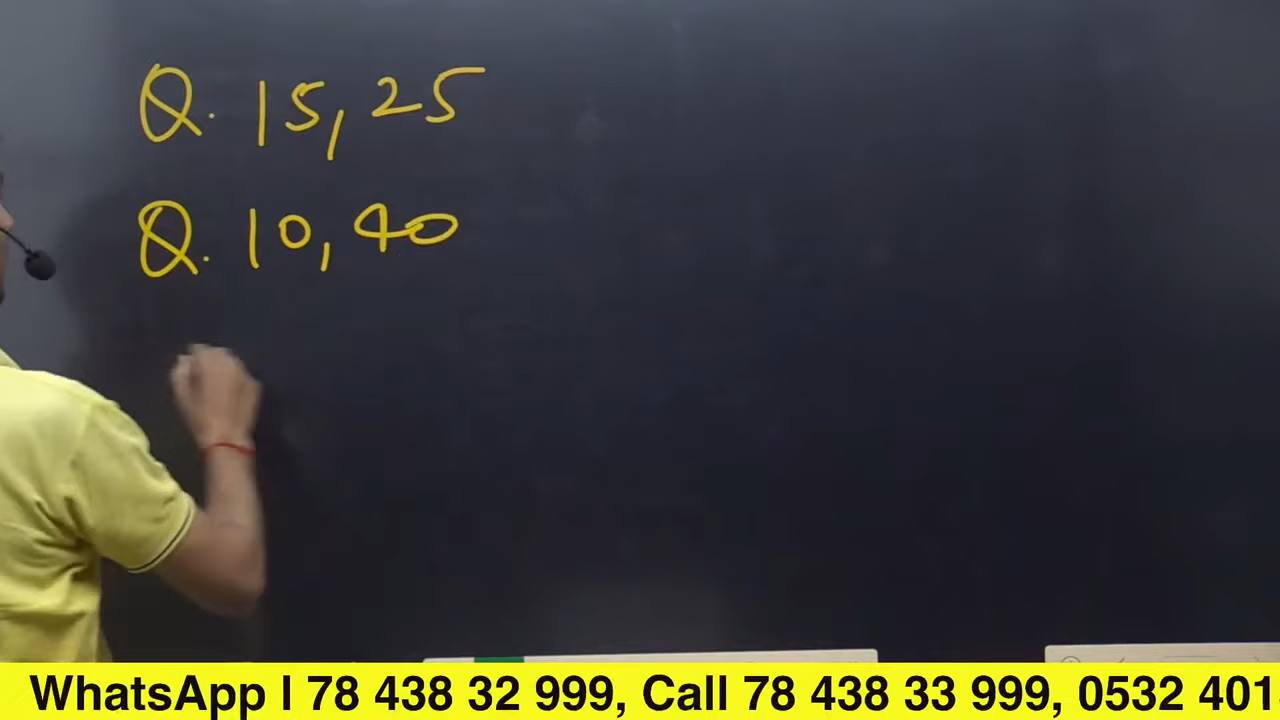 Q. 15, 25
Q. 10, 40
WhatsApp I 78 438 32 999, Call 78 438 33 999, 0532 401